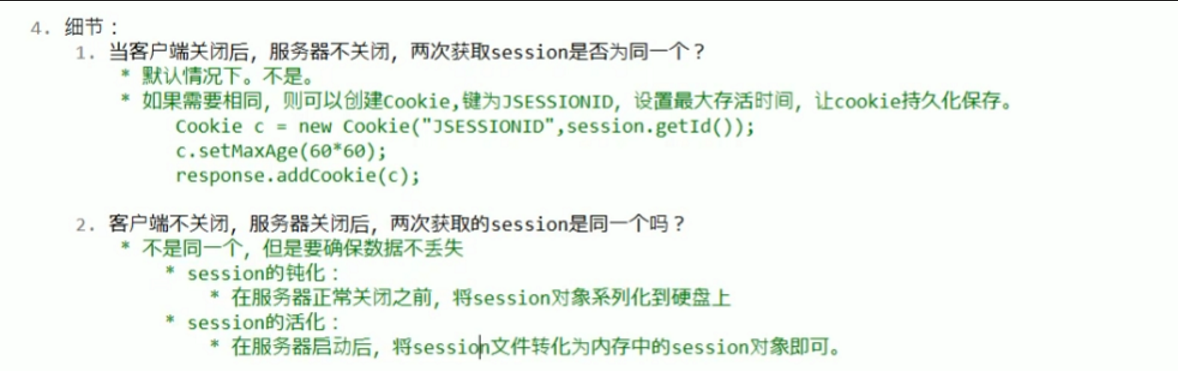 4. 细节：
1. 当客户端关闭后，服务器不关闭，两次获取session是否为同一个？
* 默认情况下。不是。
* 如果需要相同，则可以创建Cookie,键为JSESSIONID，设置最大存活时间，让cookie持久化保存。
Cookie c = new Cookie("JSESSIONID",session.getId());
c.setMaxAge(60*60);
response.addCookie(c);
2. 客户端不关闭，服务器关闭后，两次获取的session是同一个吗？
* 不是同一个，但是要确保数据不丢失
* session的钝化：
* 在服务器正常关闭之前，将session对象系列化到硬盘上
* session的活化：
* 在服务器启动后，将session文件转化为内存中的session对象即可。